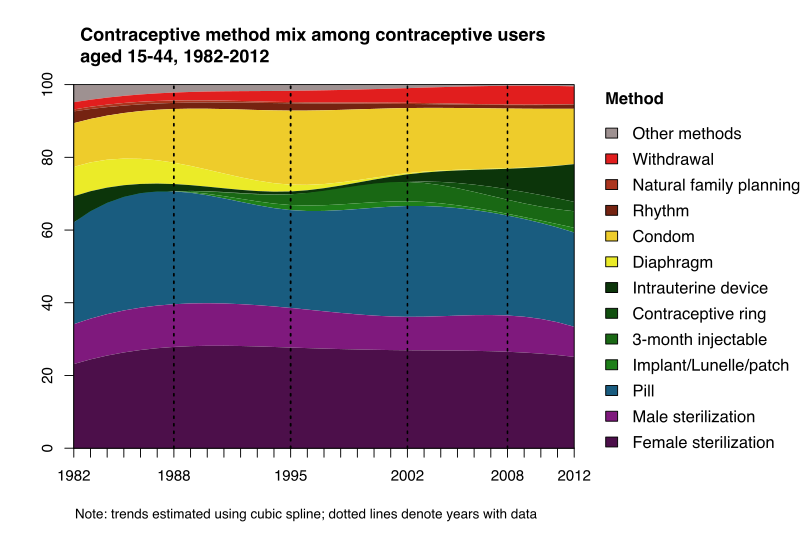 Contraceptive method mix among contraceptive users
aged 15-44, 1982-2012
100
80
60
40
20
0
1982
1988
1995
2002
2008
2012
Method
Other methods
Withdrawal
Natural family planning
Rhythm
Condom
Diaphragm
Intrauterine device
Contraceptive ring
3-month injectable
Implant/Lunelle/patch
Pill
Male sterilization
Female sterilization
Note: trends estimated using cubic spline; dotted lines denote years with data